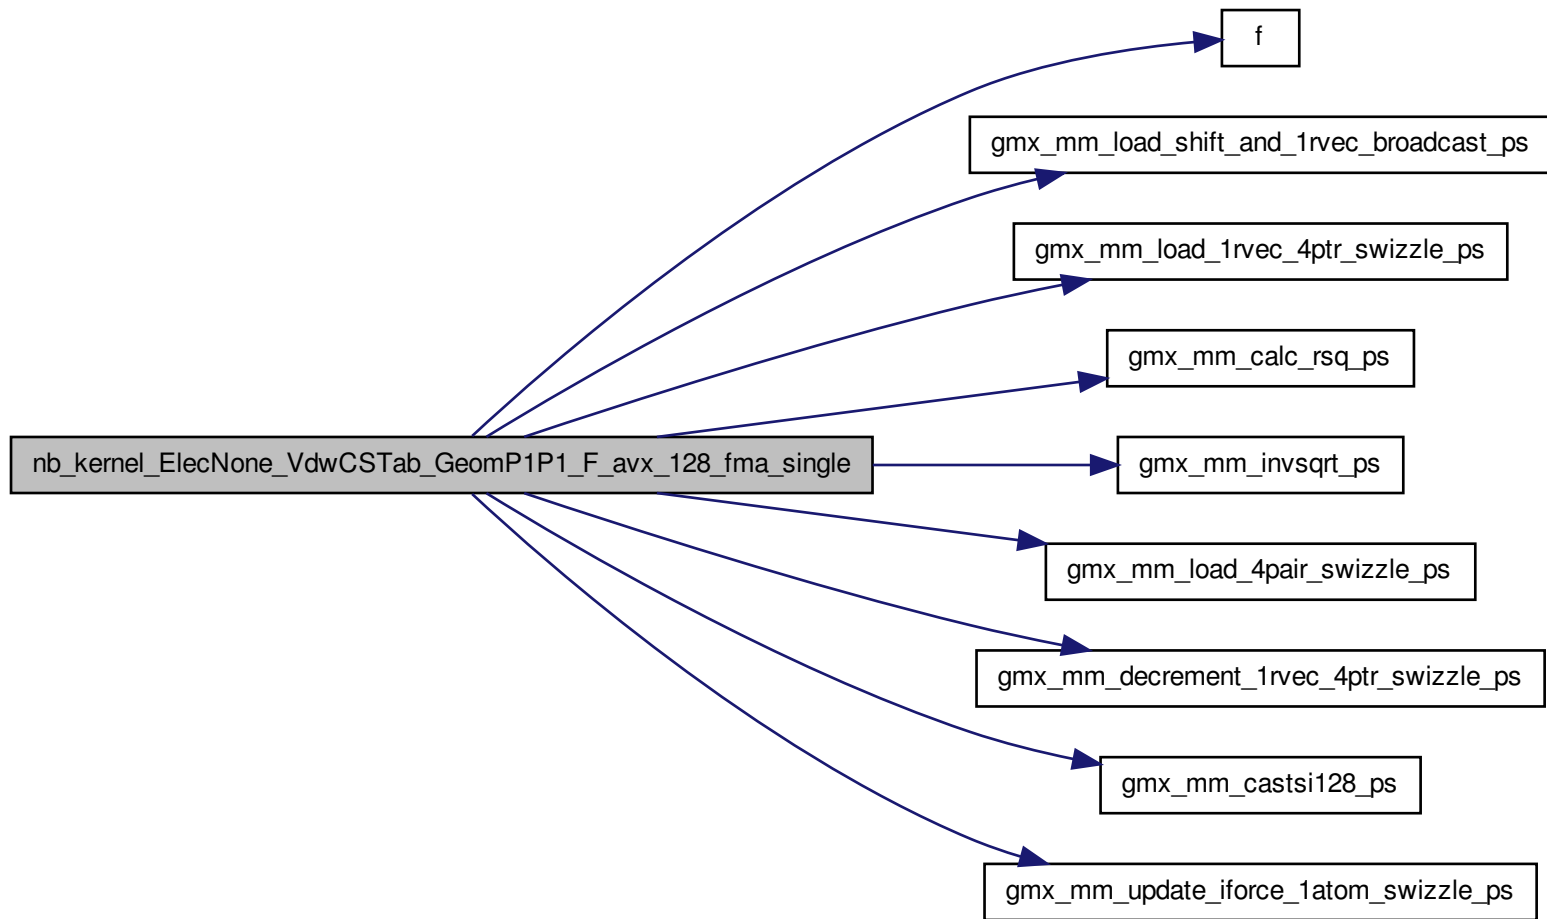 f
gmx_mm_load_shift_and_1rvec_broadcast_ps
gmx_mm_load_1rvec_4ptr_swizzle_ps
gmx_mm_calc_rsq_ps
nb_kernel_ElecNone_VdwCSTab_GeomP1P1_F_avx_128_fma_single
gmx_mm_invsqrt_ps
gmx_mm_load_4pair_swizzle_ps
gmx_mm_decrement_1rvec_4ptr_swizzle_ps
gmx_mm_castsi128_ps
gmx_mm_update_iforce_1atom_swizzle_ps